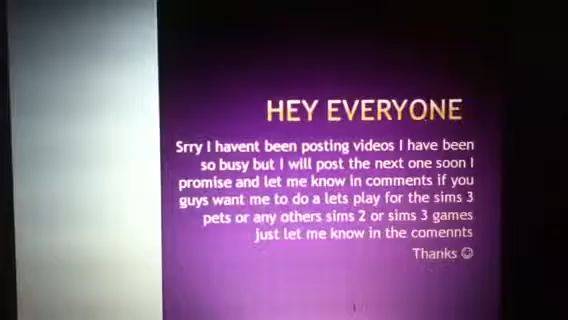 HEY EVERYONE
Srry I havent been posting videos I have been
so busy but I will post the next one soon I
promise and let me know in comments if you
guys want me to do a lets play for the sims 3
pets or any others sims 2 or sims 3 games
just let me know in the comennts
Thanks ☺